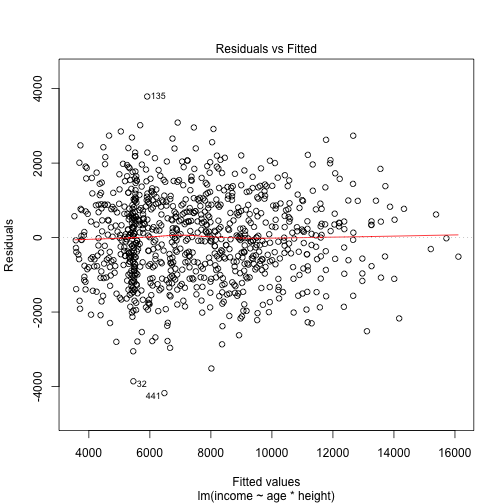 Residuals vs Fitted
Residuals
4000
2000
0
-2000
-4000
135
32
441
4000 6000 8000 10000 12000 14000 16000
Fitted values
lm(income ~ age * height)